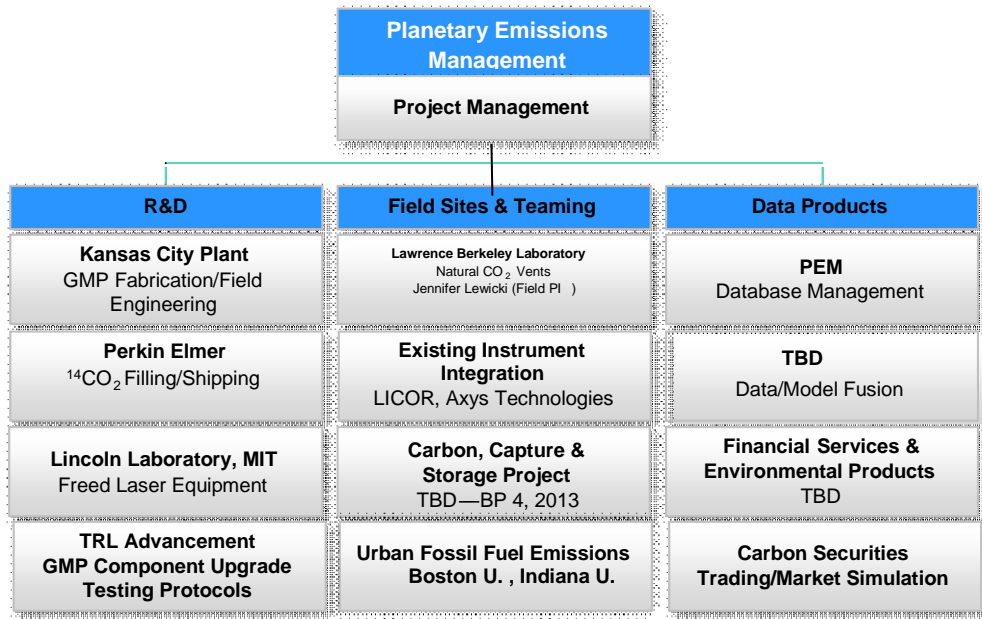 Planetary Emissions
Management
Project Management
R&D
Kansas City Plant
GMP Fabrication/Field
Engineering
Perkin Elmer
¹⁴CO₂ Filling/Shipping
Lincoln Laboratory, MIT
Freed Laser Equipment
TRL Advancement
GMP Component Upgrade
Testing Protocols
Field Sites & Teaming
Lawrence Berkeley Laboratory
Natural CO₂ Vents
Jennifer Lewicki (Field PI )
Existing Instrument
Integration
LICOR, Axys Technologies
Carbon, Capture &
Storage Project
TBD—BP 4, 2013
Urban Fossil Fuel Emissions
Boston U. , Indiana U.
Data Products
PEM
Database Management
TBD
Data/Model Fusion
Financial Services &
Environmental Products
TBD
Carbon Securities
Trading/Market Simulation